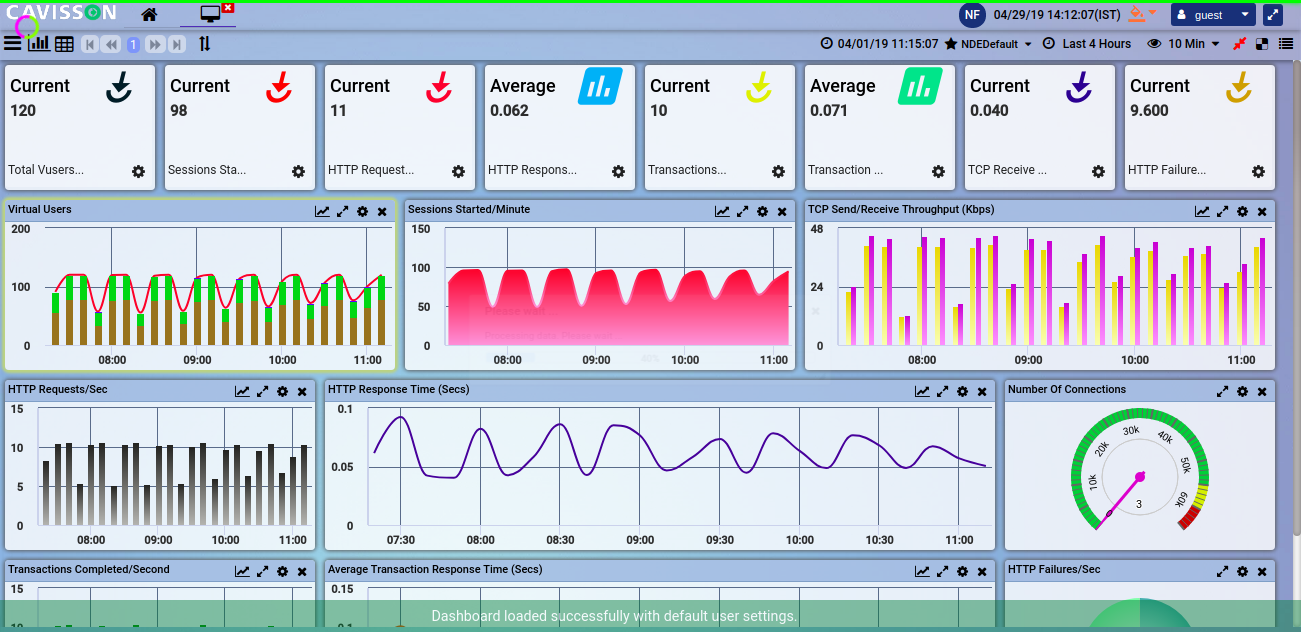 CAVISSON
NF 04/29/19 14:12:07(IST) guest
1 04/01/19 11:15:07 NDEDefault Last 4 Hours 10 Min
Current Current Current Average Current Average Current Current
120 98 11 0.062 10 0.071 0.040 9.600
Total Vusers... Sessions Sta... HTTP Request... HTTP Respons... Transactions... Transaction ... TCP Receive ... HTTP Failure...
Virtual Users
200
100
0
08:00 09:00 10:00 11:00
Sessions Started/Minute
150
100
50
0
08:00 09:00 10:00 11:00
Please wait
TCP Send/Receive Throughput (Kbps)
48
24
0
08:00 09:00 10:00 11:00
HTTP Requests/Sec
15
10
5
0
08:00 09:00 10:00 11:00
HTTP Response Time (Secs)
0.1
0.05
0
07:30 08:00 08:30 09:00 09:30 10:00 10:30 11:00
Number Of Connections
10k 20k 30k 40k 50k 60k
3
Transactions Completed/Second
15
10
Average Transaction Response Time (Secs)
0.15
0.1
HTTP Failures/Sec
Dashboard loaded successfully with default user settings.